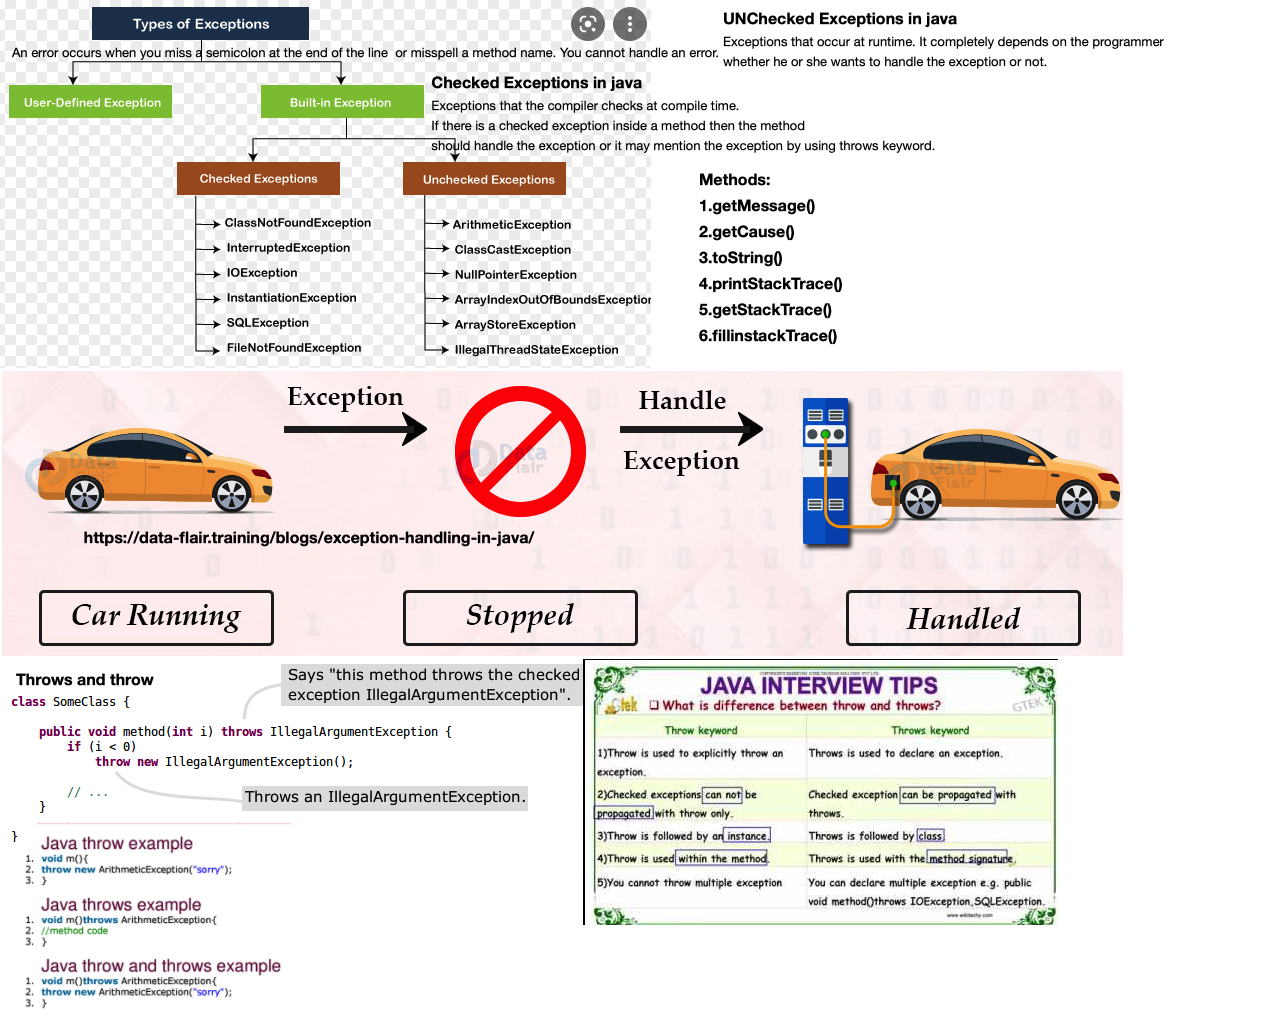 Types of Exceptions
An error occurs when you miss a semicolon at the end of the line  or misspell a method name. You cannot handle an error.
User-Defined Exception
Built-in Exception
Checked Exceptions
Unchecked Exceptions
ClassNotFoundException
InterruptedException
IOException
InstantiationException
SQLException
FileNotFoundException
ArithmeticException
ClassCastException
NullPointerException
ArrayIndexOutOfBoundsException
ArrayStoreException
IllegalThreadStateException
UNChecked Exceptions in java
Exceptions that occur at runtime. It completely depends on the programmer
whether he or she wants to handle the exception or not.
Checked Exceptions in java
Exceptions that the compiler checks at compile time.
If there is a checked exception inside a method then the method
should handle the exception or it may mention the exception by using throws keyword.
Methods:
1.getMessage()
2.getCause()
3.toString()
4.printStackTrace()
5.getStackTrace()
6.fillinstackTrace()
Exception
Handle
Exception
Data
Flair
Data
Flair
Data
Flair
https://data-flair.training/blogs/exception-handling-in-java/
Car Running
Stopped
Handled
Throws and throw
class SomeClass {
public void method(int i) throws IllegalArgumentException {
if (i < 0)
throw new IllegalArgumentException();
// ...
}
}
Says "this method throws the checked
exception IllegalArgumentException".
Throws an IllegalArgumentException.
Java throw example
1. void m(){
2. throw new ArithmeticException("sorry");
3. }
Java throws example
1. void m()throws ArithmeticException{
2. //method code
3. }
Java throw and throws example
1. void m()throws ArithmeticException{
2. throw new ArithmeticException("sorry");
3. }
JAVA INTERVIEW TIPS
Gtek
GTEK
❑ What is difference between throw and throws?
Throw keyword
Throws keyword
1)Throw is used to explicitly throw an
exception.
Throws is used to declare an exception.
2)Checked exceptions can not be
propagated with throw only.
Checked exception can be propagated with
throws.
3)Throw is followed by an instance.
Throws is followed by class.
4)Throw is used within the method.
Throws is used with the method signature.
5)You cannot throw multiple exception
You can declare multiple exception e.g. public
void method()throws IOException,SQLException.
www.wikitechy.com